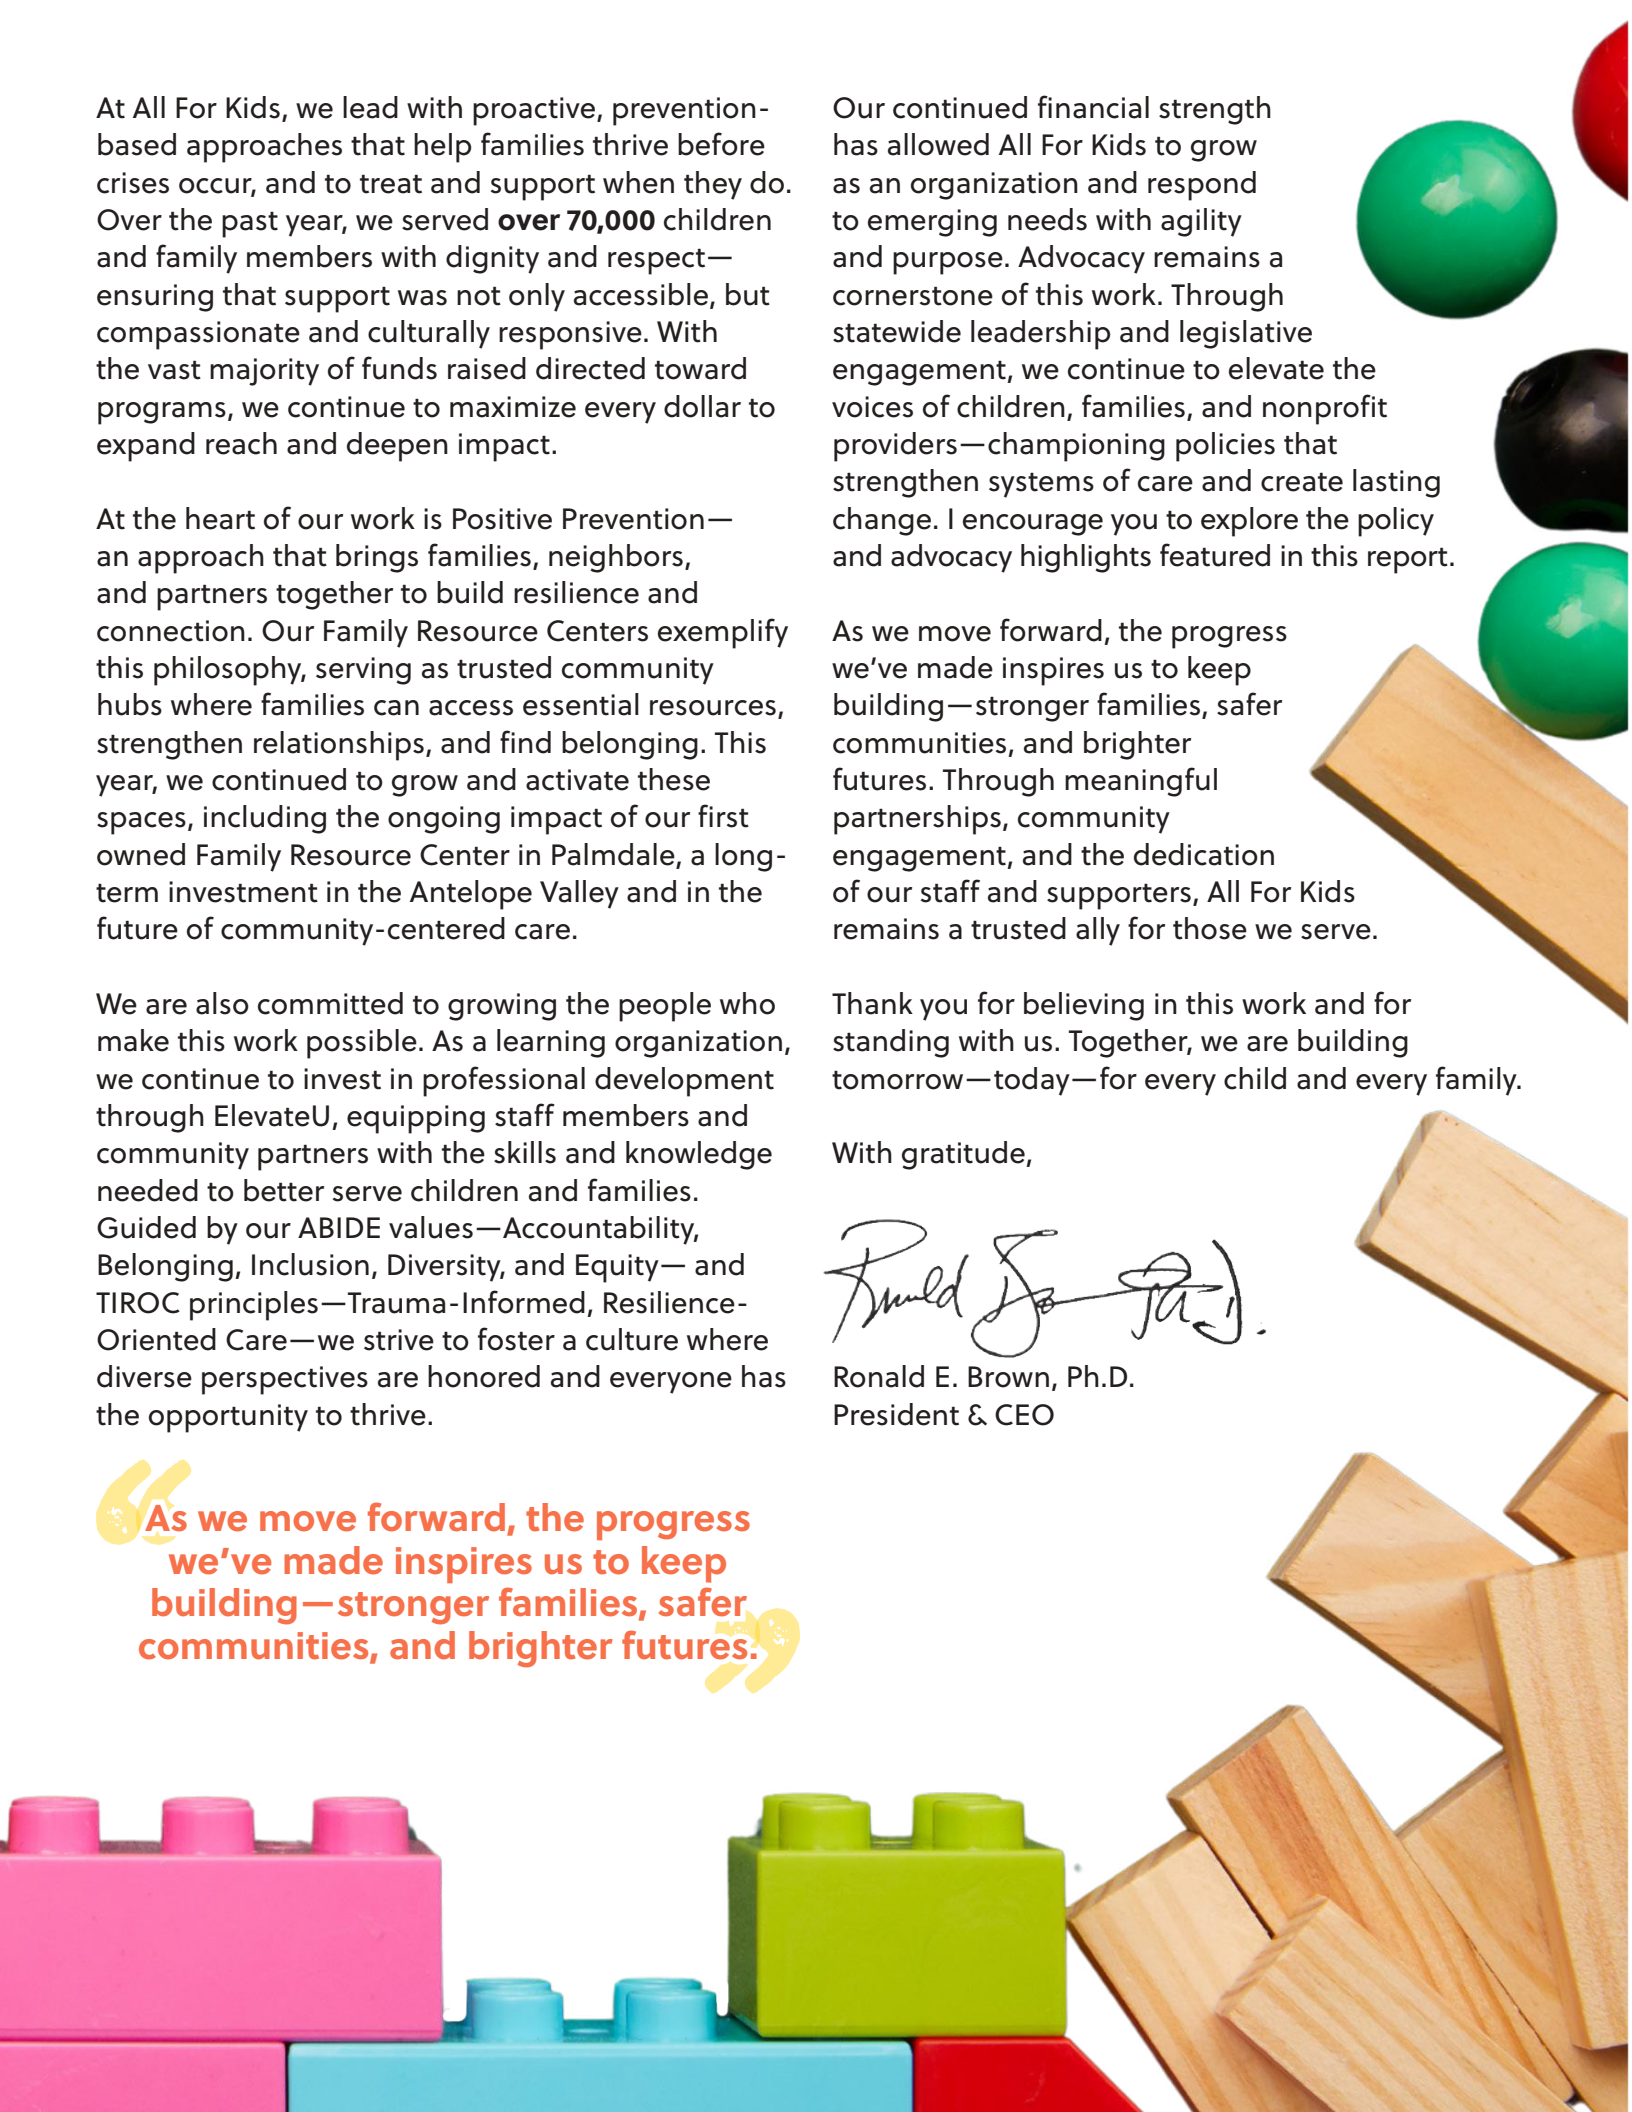 At All For Kids, we lead with proactive, prevention-
based approaches that help families thrive before
crises occur, and to treat and support when they do.
Over the past year, we served over 70,000 children
and family members with dignity and respect—
ensuring that support was not only accessible, but
compassionate and culturally responsive. With
the vast majority of funds raised directed toward
programs, we continue to maximize every dollar to
expand reach and deepen impact.
At the heart of our work is Positive Prevention—
an approach that brings families, neighbors,
and partners together to build resilience and
connection. Our Family Resource Centers exemplify
this philosophy, serving as trusted community
hubs where families can access essential resources,
strengthen relationships, and find belonging. This
year, we continued to grow and activate these
spaces, including the ongoing impact of our first
owned Family Resource Center in Palmdale, a long-
term investment in the Antelope Valley and in the
future of community-centered care.
We are also committed to growing the people who
make this work possible. As a learning organization,
we continue to invest in professional development
through ElevateU, equipping staff members and
community partners with the skills and knowledge
needed to better serve children and families.
Guided by our ABIDE values—Accountability,
Belonging, Inclusion, Diversity, and Equity— and
TIROC principles—Trauma-Informed, Resilience-
Oriented Care—we strive to foster a culture where
diverse perspectives are honored and everyone has
the opportunity to thrive.
“As we move forward, the progress
we’ve made inspires us to keep
building—stronger families, safer
communities, and brighter futures.”
Our continued financial strength
has allowed All For Kids to grow
as an organization and respond
to emerging needs with agility
and purpose. Advocacy remains a
cornerstone of this work. Through
statewide leadership and legislative
engagement, we continue to elevate the
voices of children, families, and nonprofit
providers—championing policies that
strengthen systems of care and create lasting
change. I encourage you to explore the policy
and advocacy highlights featured in this report.
As we move forward, the progress
we’ve made inspires us to keep
building—stronger families, safer
communities, and brighter
futures. Through meaningful
partnerships, community
engagement, and the dedication
of our staff and supporters, All For Kids
remains a trusted ally for those we serve.
Thank you for believing in this work and for
standing with us. Together, we are building
tomorrow—today—for every child and every family.
With gratitude,
Ronald E. Brown, Ph.D.
President & CEO